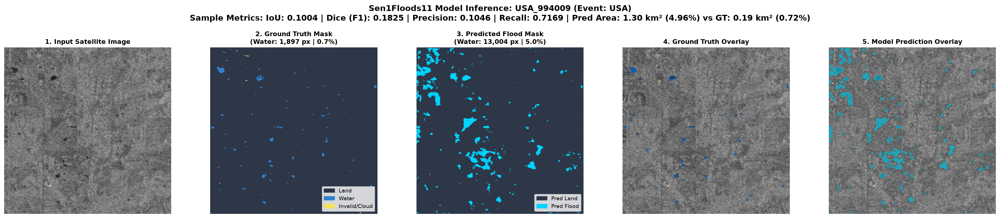 Sen1Floods11 Model Inference: USA_994009 (Event: USA)
Sample Metrics: IoU: 0.1004 | Dice (F1): 0.1825 | Precision: 0.1046 | Recall: 0.7169 | Pred Area: 1.30 km² (4.96%) vs GT: 0.19 km² (0.72%)
1. Input Satellite Image
2. Ground Truth Mask
(Water: 1,897 px | 0.7%)
3. Predicted Flood Mask
(Water: 13,004 px | 5.0%)
4. Ground Truth Overlay
5. Model Prediction Overlay
Land
Water
Invalid/Cloud
Pred Land
Pred Flood